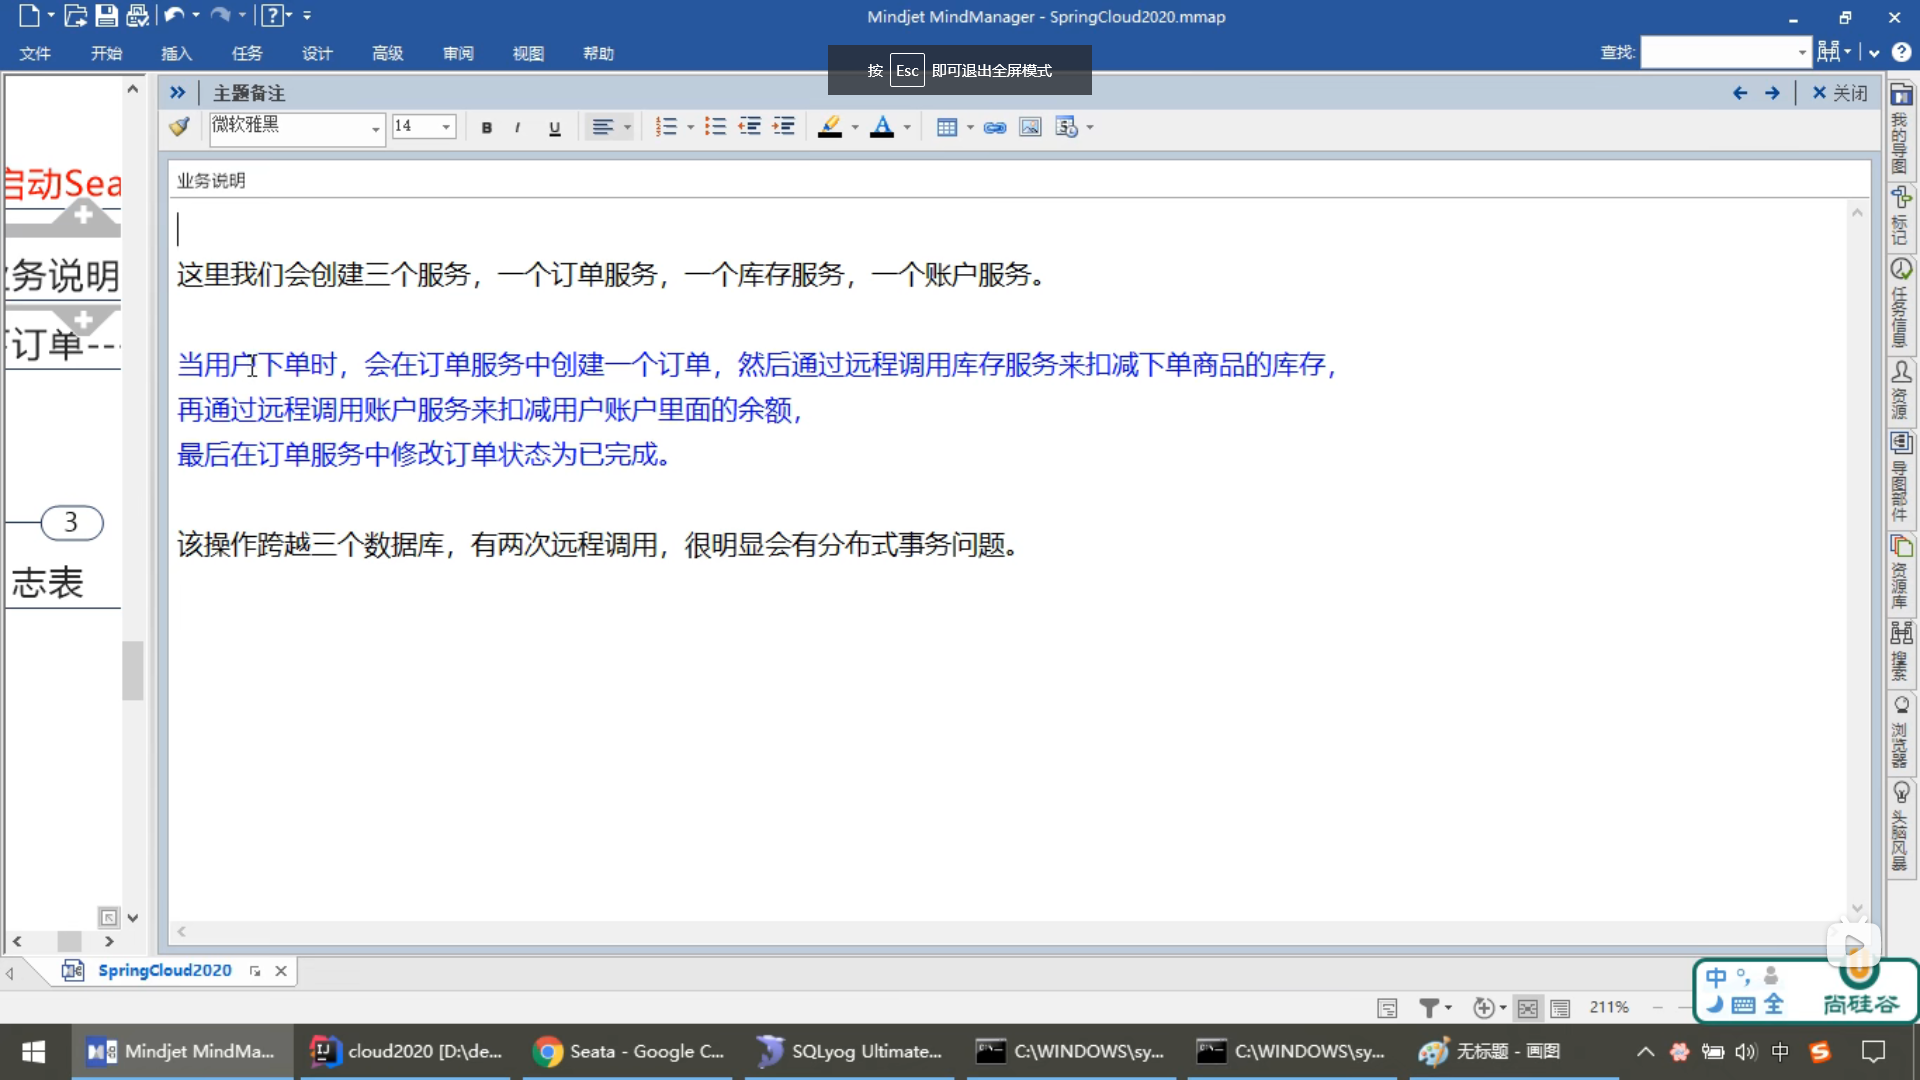 Mindjet MindManager - SpringCloud2020.mmap
文件 开始 插入 任务 设计 高级 审阅 视图 帮助
查找:
按 Esc 即可退出全屏模式
主题备注
关闭
微软雅黑
14
B I U
业务说明
这里我们会创建三个服务，一个订单服务，一个库存服务，一个账户服务。
当用户下单时，会在订单服务中创建一个订单，然后通过远程调用库存服务来扣减下单商品的库存，
再通过远程调用账户服务来扣减用户账户里面的余额，
最后在订单服务中修改订单状态为已完成。
该操作跨越三个数据库，有两次远程调用，很明显会有分布式事务问题。
启动Sea
业务说明
订单--
3
志表
我的导图
标记
任务信息
资源
导图部件
资源库
搜索
浏览器
头脑风暴
SpringCloud2020
211%
中
全
尚硅谷
Mindjet MindMa...
cloud2020 [D:\de...
Seata - Google C...
SQLyog Ultimate...
C:\WINDOWS\sy...
C:\WINDOWS\sy...
无标题 - 画图
中